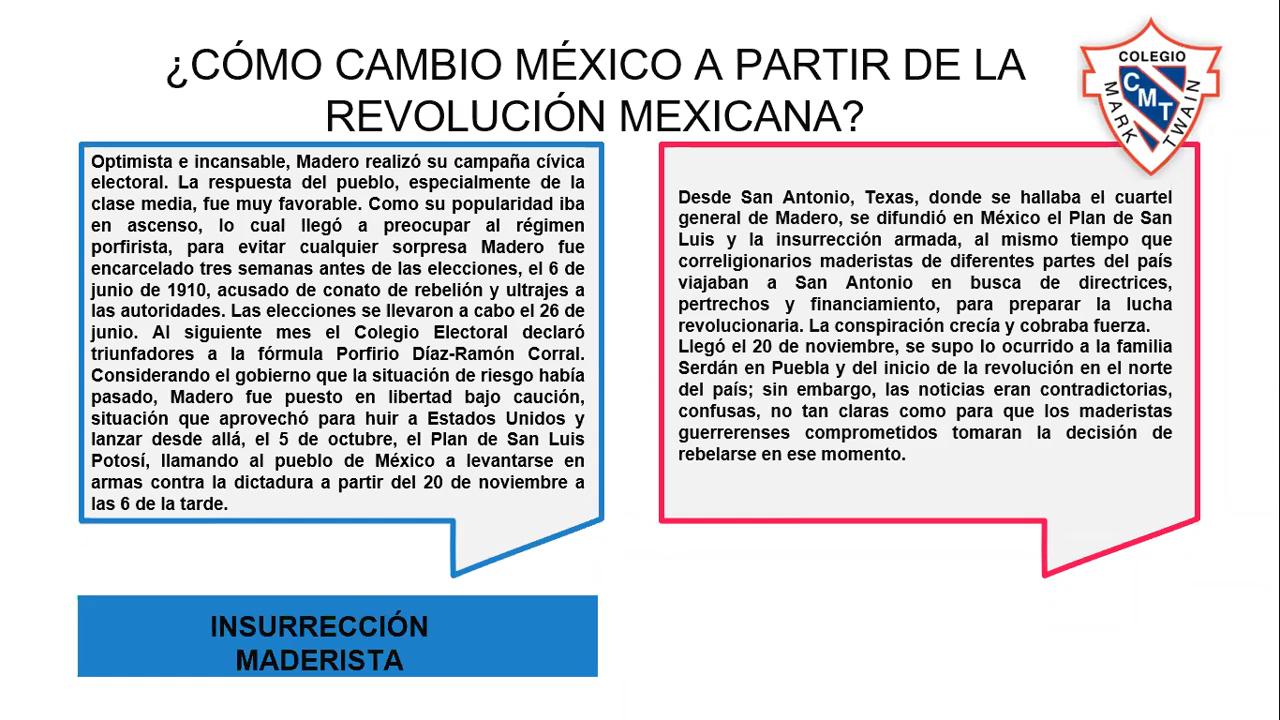 ¿CÓMO CAMBIO MÉXICO A PARTIR DE LA
REVOLUCIÓN MEXICANA?
COLEGIO
CMT
MARK
TWAIN
Optimista e incansable, Madero realizó su campaña cívica
electoral. La respuesta del pueblo, especialmente de la
clase media, fue muy favorable. Como su popularidad iba
en ascenso, lo cual llegó a preocupar al régimen
porfirista, para evitar cualquier sorpresa Madero fue
encarcelado tres semanas antes de las elecciones, el 6 de
junio de 1910, acusado de conato de rebelión y ultrajes a
las autoridades. Las elecciones se llevaron a cabo el 26 de
junio. Al siguiente mes el Colegio Electoral declaró
triunfadores a la fórmula Porfirio Díaz-Ramón Corral.
Considerando el gobierno que la situación de riesgo había
pasado, Madero fue puesto en libertad bajo caución,
situación que aprovechó para huir a Estados Unidos y
lanzar desde allá, el 5 de octubre, el Plan de San Luis
Potosí, llamando al pueblo de México a levantarse en
armas contra la dictadura a partir del 20 de noviembre a
las 6 de la tarde.
Desde San Antonio, Texas, donde se hallaba el cuartel
general de Madero, se difundió en México el Plan de San
Luis y la insurrección armada, al mismo tiempo que
correligionarios maderistas de diferentes partes del país
viajaban a San Antonio en busca de directrices,
pertrechos y financiamiento, para preparar la lucha
revolucionaria. La conspiración crecía y cobraba fuerza.
Llegó el 20 de noviembre, se supo lo ocurrido a la familia
Serdán en Puebla y del inicio de la revolución en el norte
del país; sin embargo, las noticias eran contradictorias,
confusas, no tan claras como para que los maderistas
guerrerenses comprometidos tomaran la decisión de
rebelarse en ese momento.
INSURRECCIÓN
MADERISTA